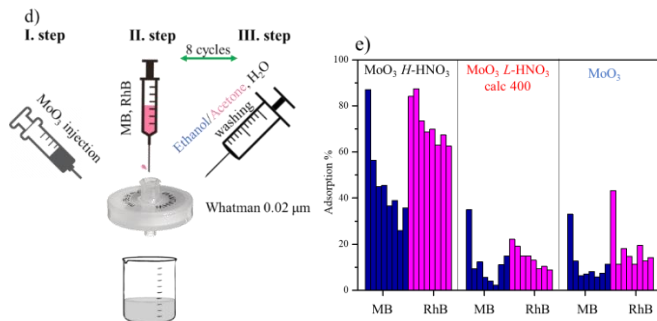 d)
I. step
II. step
III. step
8 cycles
MoO₃ injection
MB, RhB
Ethanol/Acetone, H₂O
washing
Whatman 0.02 μm
e)
MoO₃ H-HNO₃
MoO₃ L-HNO₃
calc 400
MoO₃
Adsorption %
100
80
60
40
20
0
MB
RhB
MB
RhB
MB
RhB